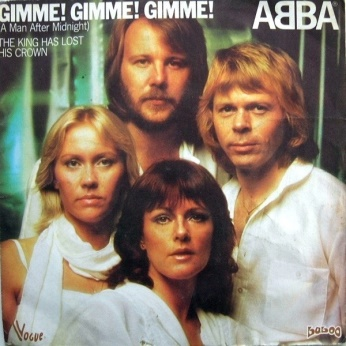 GIMME! GIMME! GIMME!
(A Man After Midnight)
THE KING HAS LOST
HIS CROWN
ABBA
VOGUE